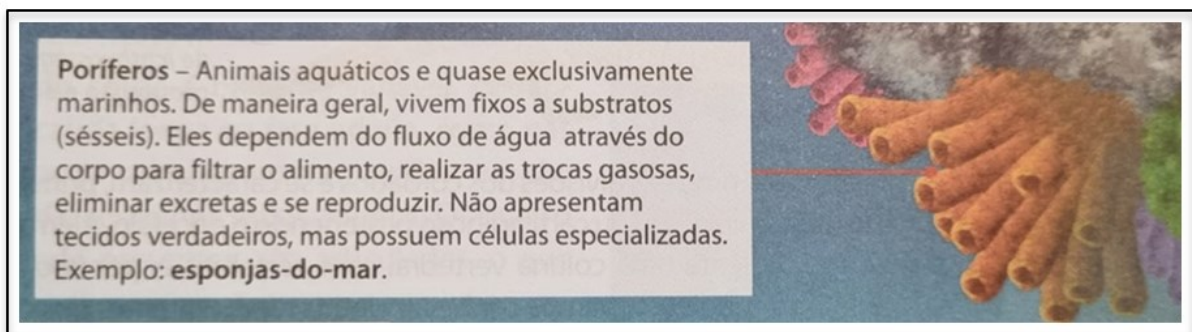 Poríferos – Animais aquáticos e quase exclusivamente
marinhos. De maneira geral, vivem fixos a substratos
(sésseis). Eles dependem do fluxo de água através do
corpo para filtrar o alimento, realizar as trocas gasosas,
eliminar excretas e se reproduzir. Não apresentam
tecidos verdadeiros, mas possuem células especializadas.
Exemplo: esponjas-do-mar.